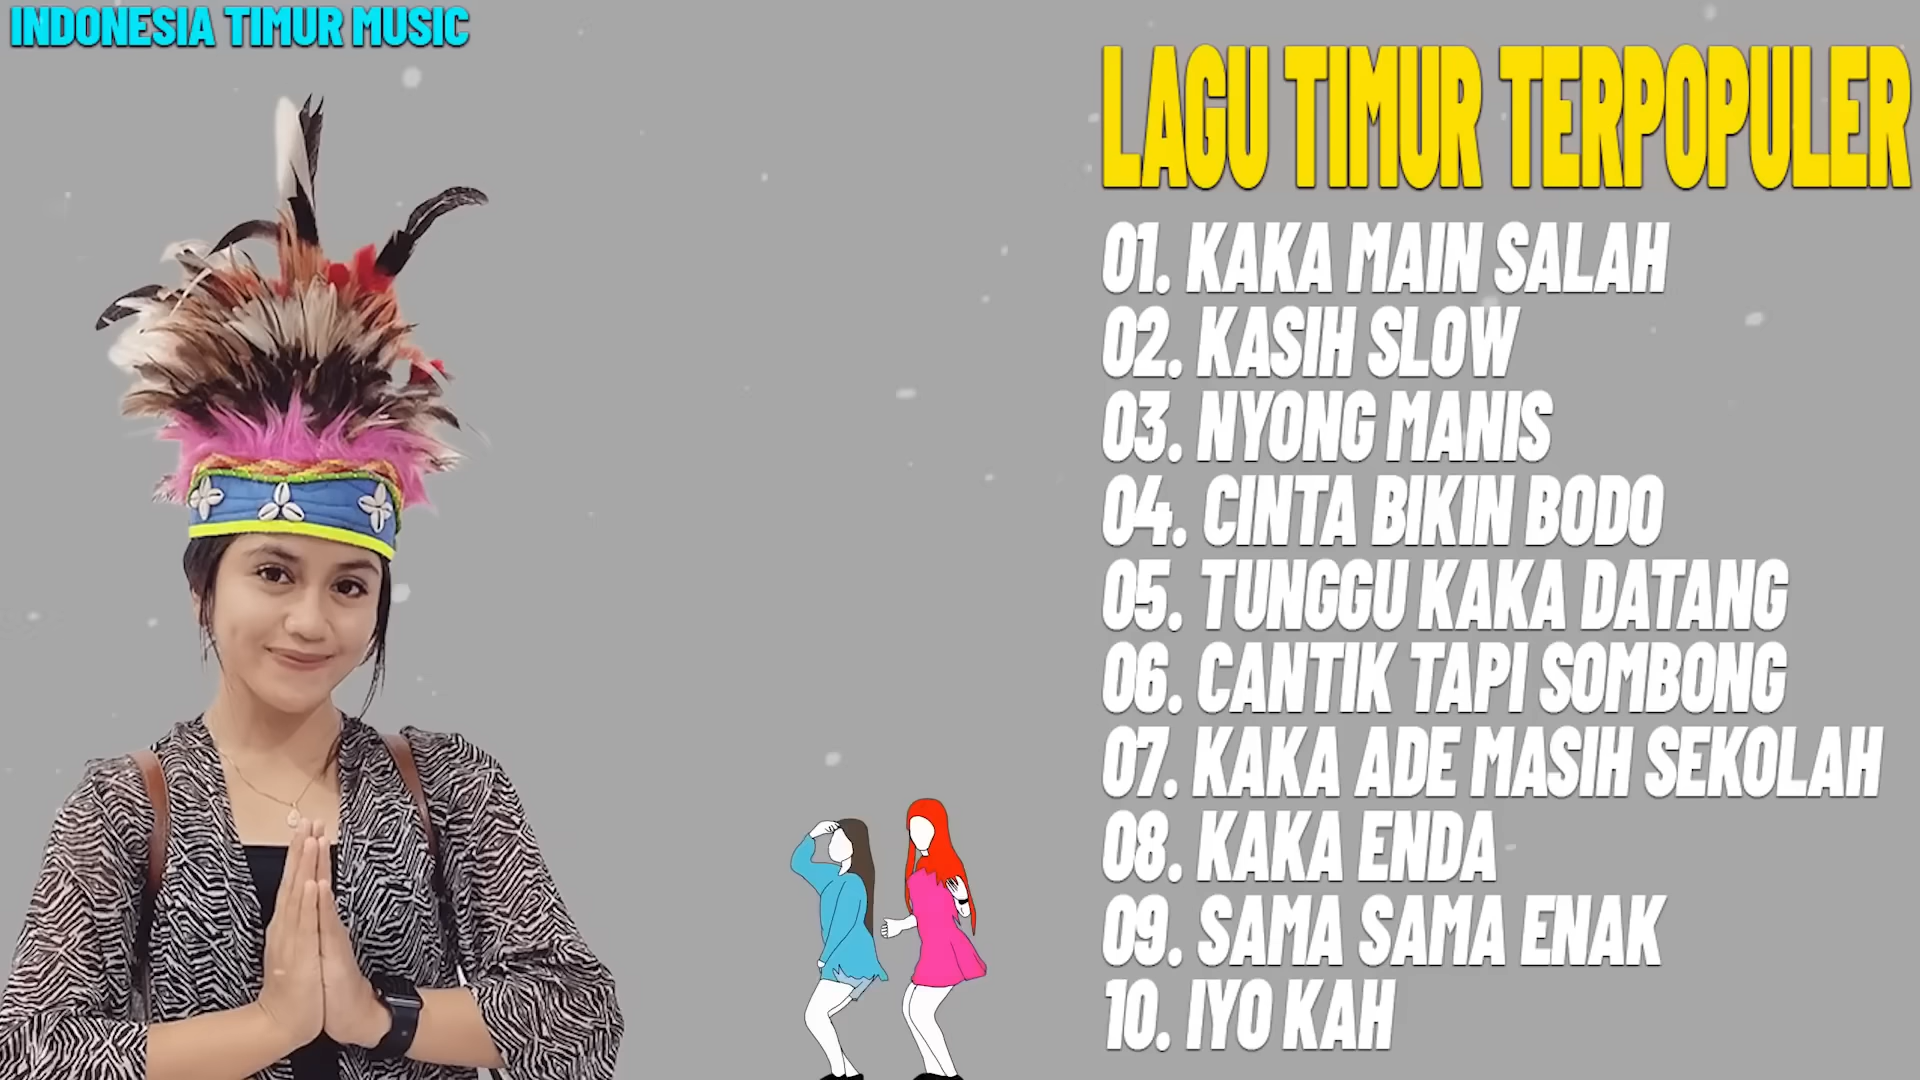 INDONESIA TIMUR MUSIC
LAGU TIMUR TERPOPULER
01. KAKA MAIN SALAH
02. KASIH SLOW
03. NYONG MANIS
04. CINTA BIKIN BODO
05. TUNGGU KAKA DATANG
06. CANTIK TAPI SOMBONG
07. KAKA ADE MASIH SEKOLAH
08. KAKA ENDA
09. SAMA SAMA ENAK
10. IYO KAH